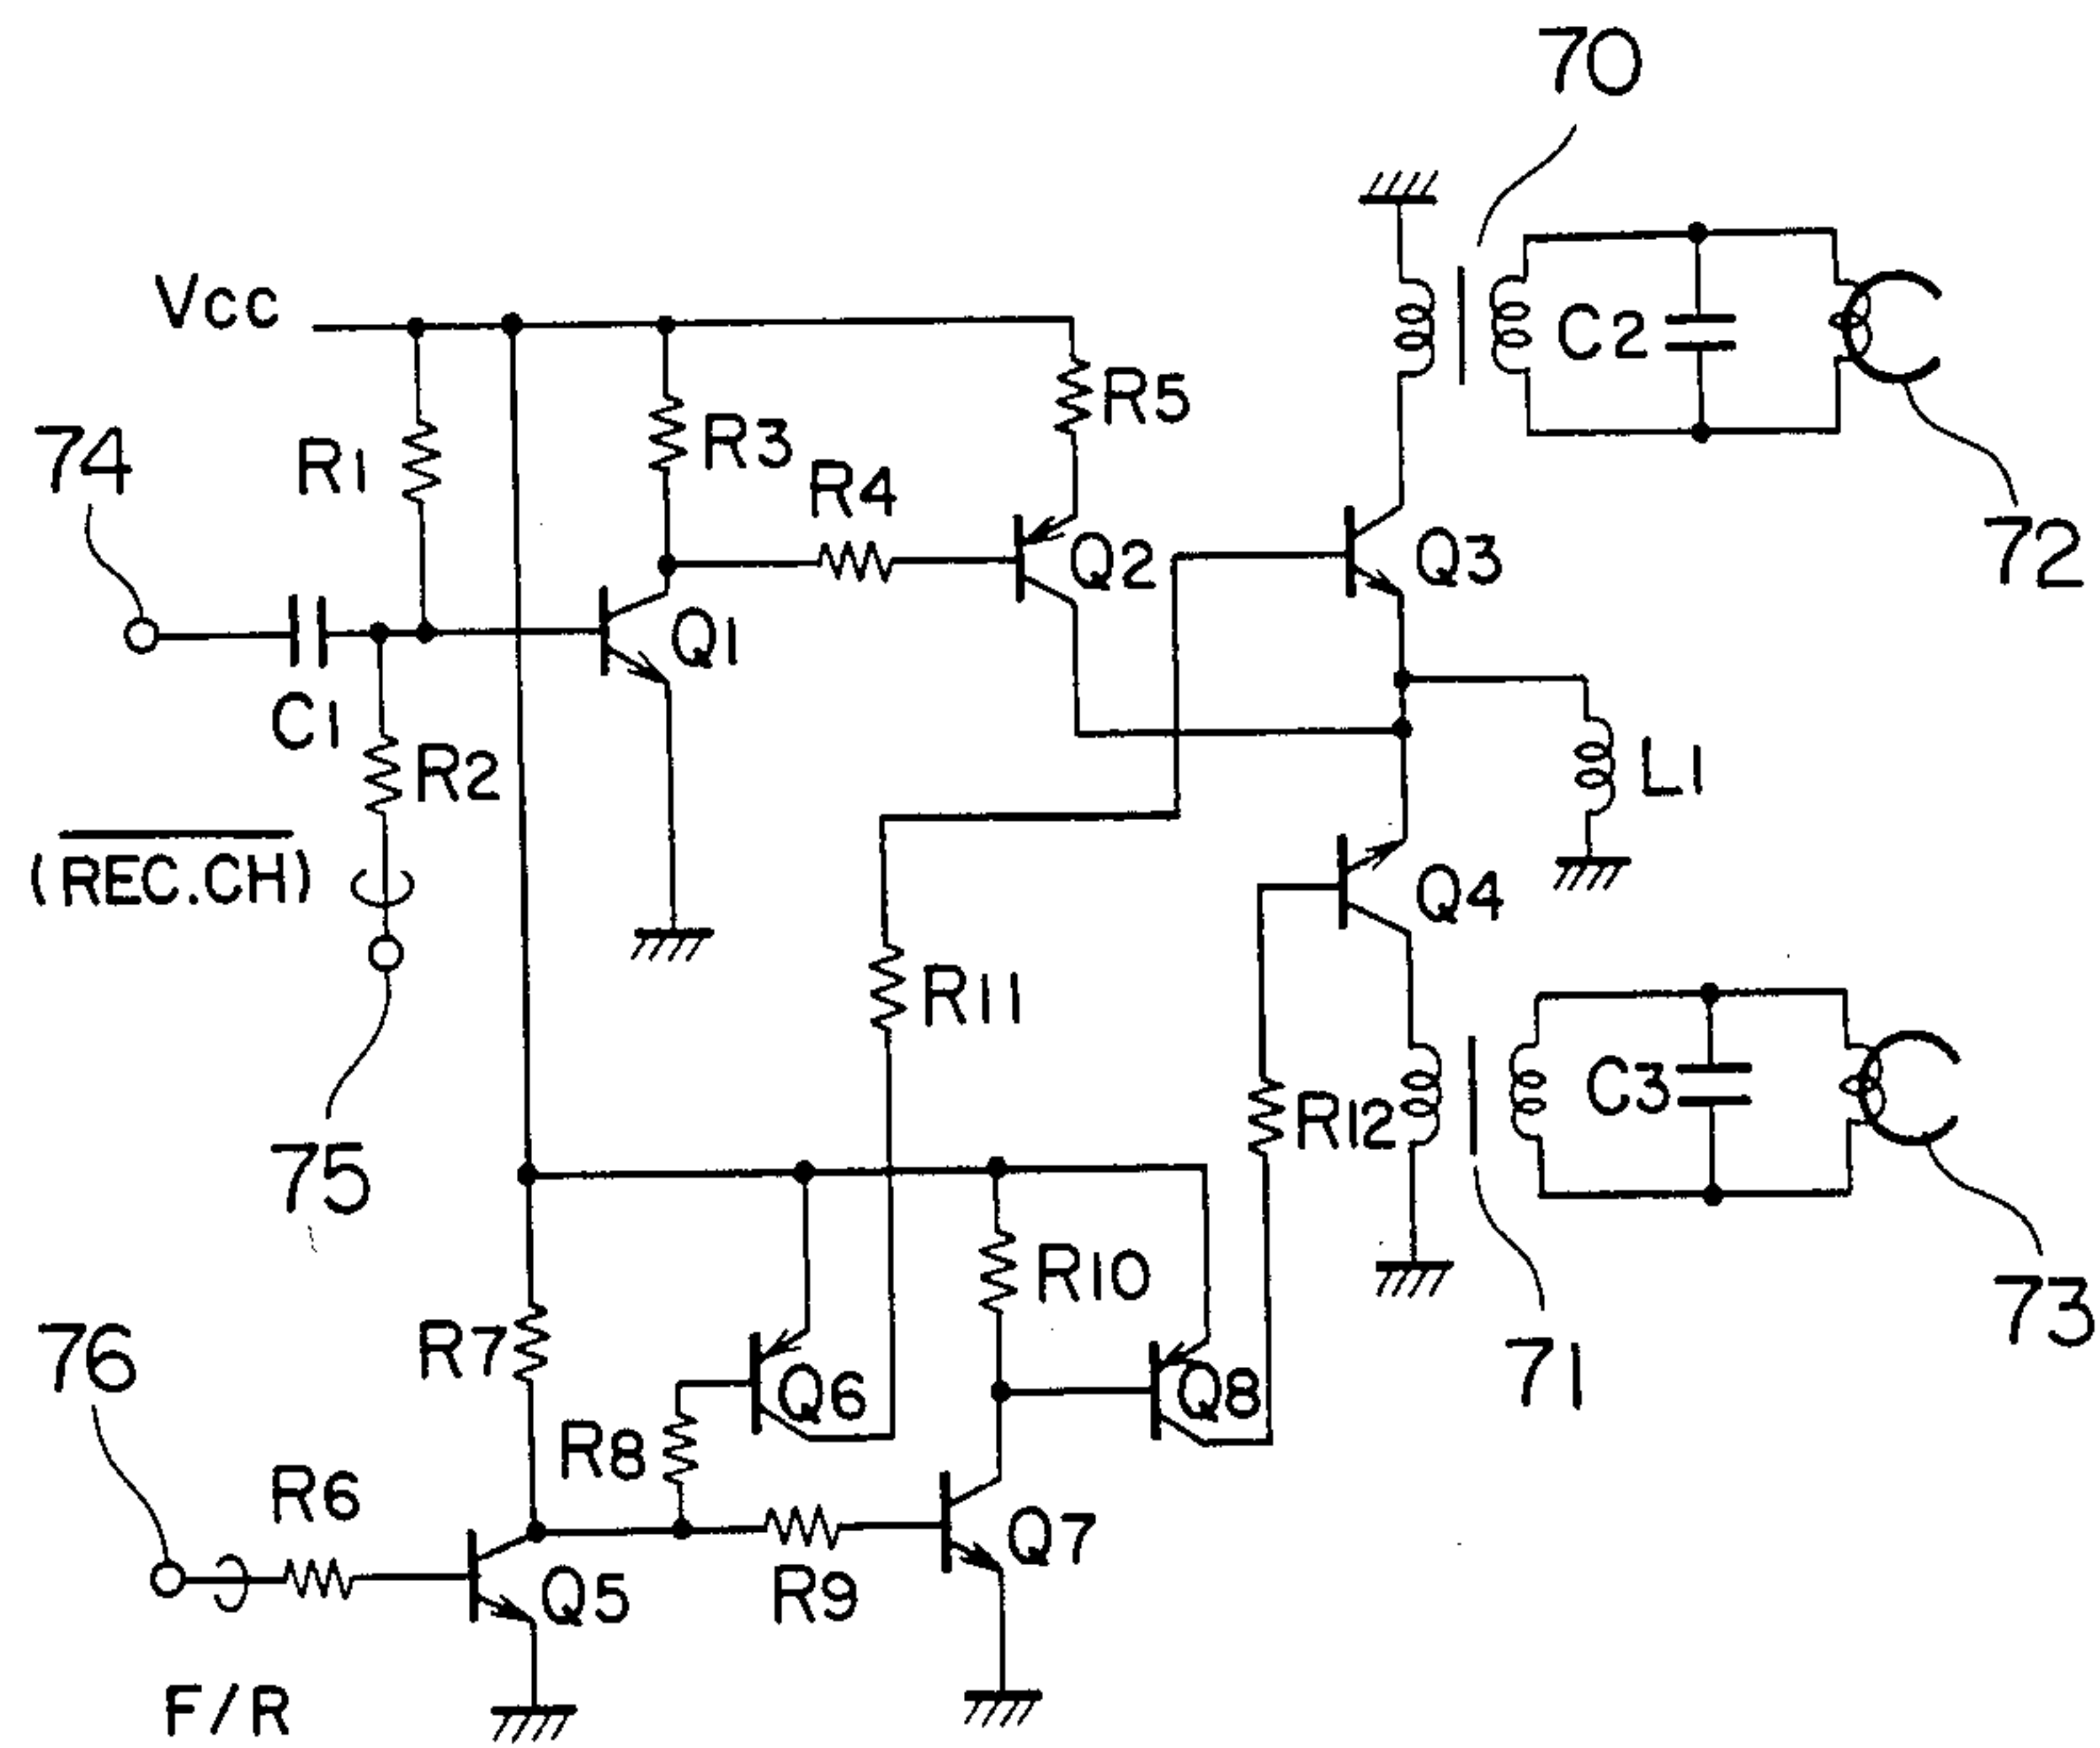 70
Vcc
R5
C2
R3
74
R1
R4
Q2
Q3
72
Q1
C1
R2
L1
(REC.CH)
Q4
R11
C3
R12
75
R10
73
76
R7
71
Q6
Q8
R8
R6
Q7
Q5
R9
F/R